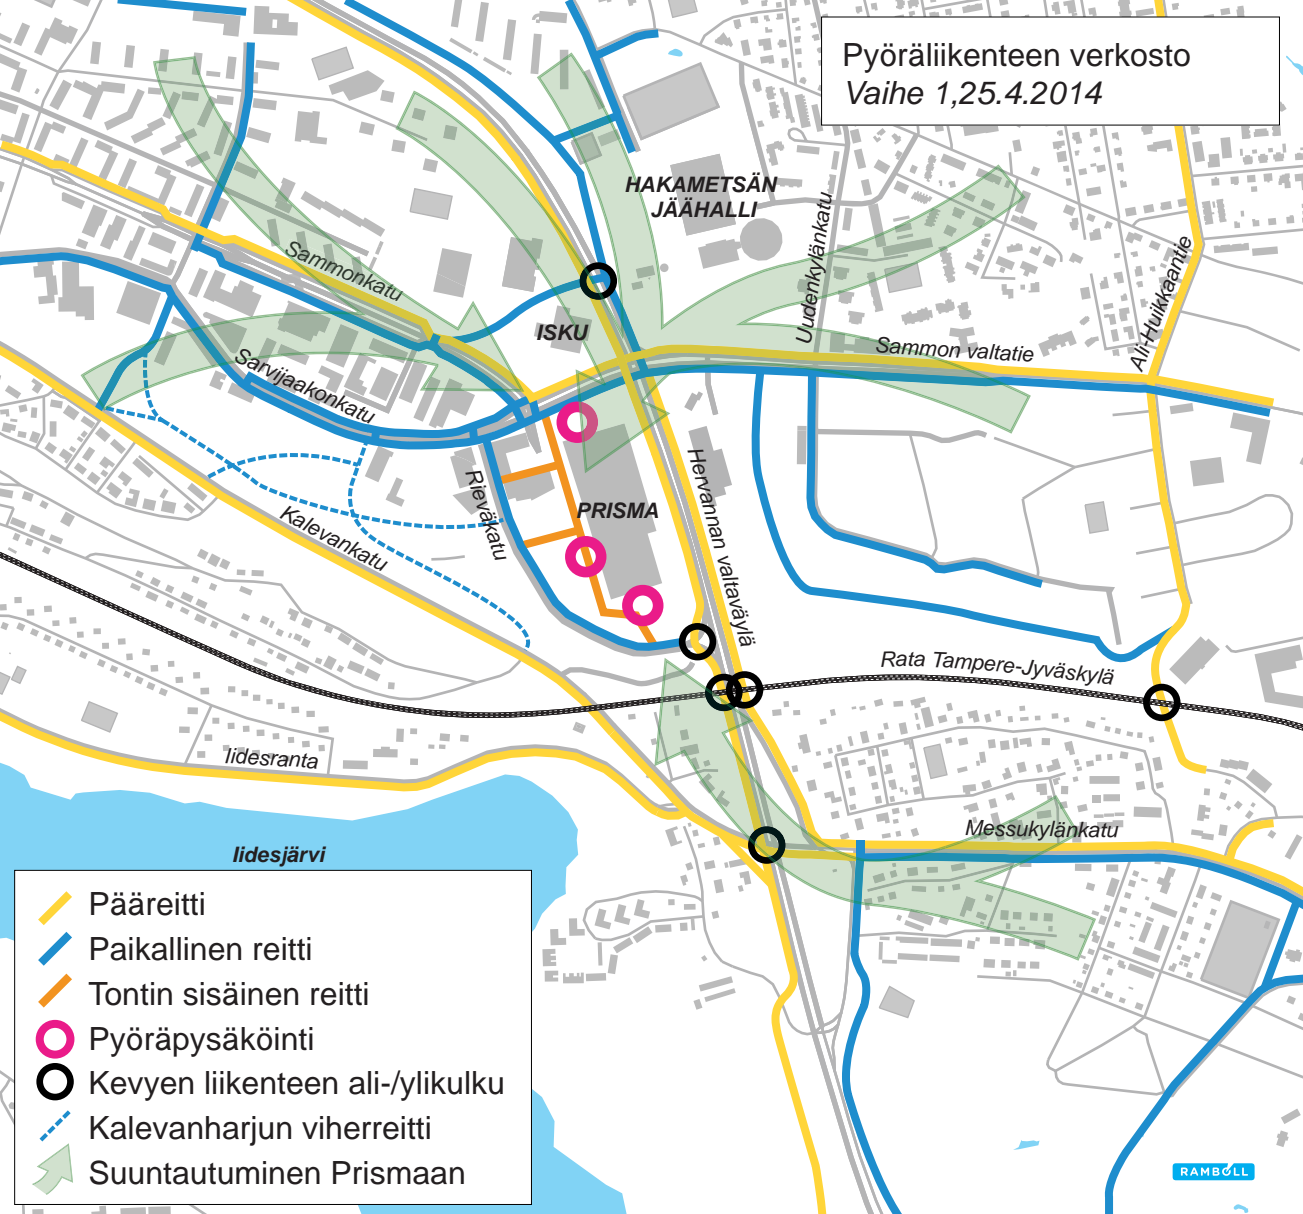 Pyöräliikenteen verkosto
Vaihe 1,25.4.2014
HAKAMETSÄN
JÄÄHALLI
Sammonkatu
Uudenkylänkatu
Ali-Huikkaantie
ISKU
Sammon valtatie
Sarvijaakonkatu
Rieväkatu
PRISMA
Hervannan valtaväylä
Kalevankatu
Rata Tampere-Jyväskylä
Iidesranta
Messukylänkatu
Iidesjärvi
Pääreitti
Paikallinen reitti
Tontin sisäinen reitti
Pyöräpysäköinti
Kevyen liikenteen ali-/ylikulku
Kalevanharjun viherreitti
Suuntautuminen Prismaan
RAMBOLL